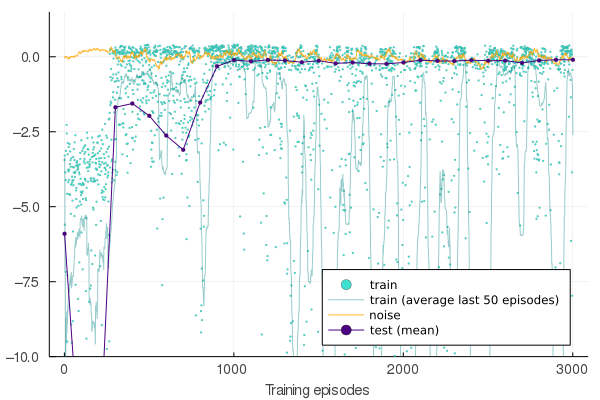 0.0
−2.5
−5.0
−7.5
−10.0
0
1000
2000
3000
Training episodes
train
train (average last 50 episodes)
noise
test (mean)